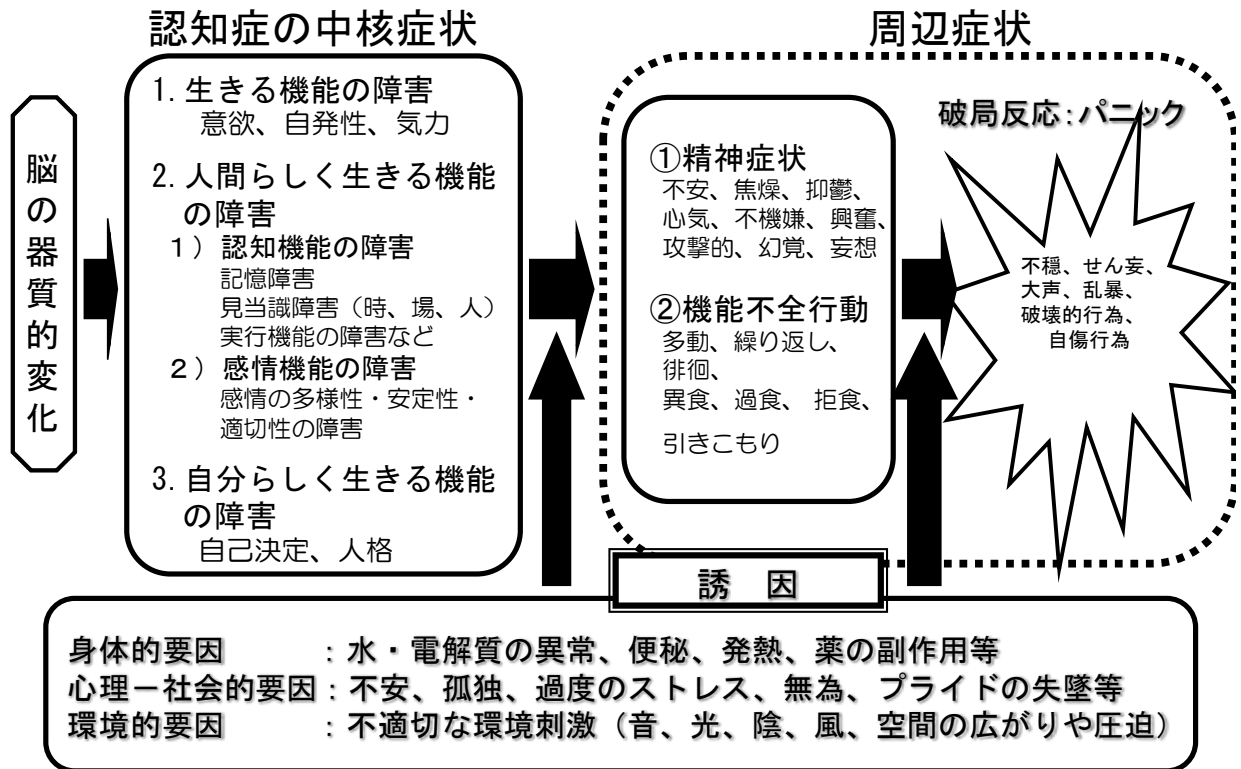 認知症の中核症状
周辺症状
脳の器質的変化
1. 生きる機能の障害
意欲、自発性、気力
2. 人間らしく生きる機能
の障害
1）認知機能の障害
記憶障害
見当識障害（時、場、人）
実行機能の障害など
2）感情機能の障害
感情の多様性・安定性・
適切性の障害
3. 自分らしく生きる機能
の障害
自己決定、人格
①精神症状
不安、焦燥、抑鬱、
心気、不機嫌、興奮、
攻撃的、幻覚、妄想
②機能不全行動
多動、繰り返し、
徘徊、
異食、過食、 拒食、
引きこもり
破局反応：パニック
不穏、せん妄、
大声、乱暴、
破壊的行為、
自傷行為
誘　因
身体的要因　　　：水・電解質の異常、便秘、発熱、薬の副作用等
心理－社会的要因：不安、孤独、過度のストレス、無為、プライドの失墜等
環境的要因　　　：不適切な環境刺激（音、光、陰、風、空間の広がりや圧迫）